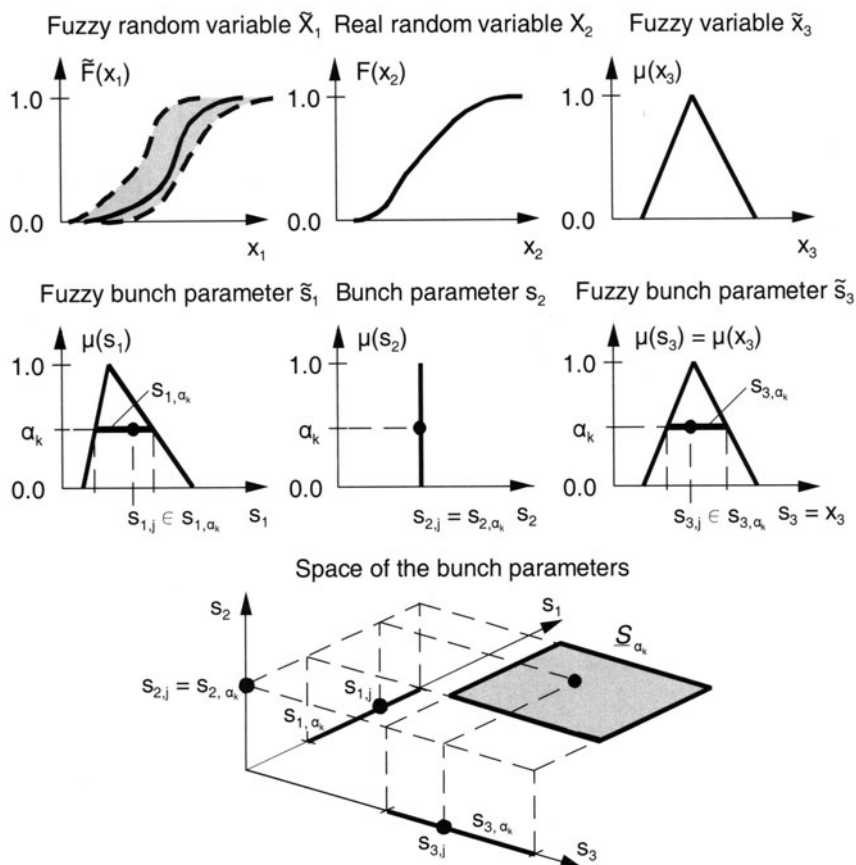 Fuzzy random variable X̃₁
Real random variable X₂
Fuzzy variable x̃₃
F̃(x₁)
1.0
0.0
x₁
F(x₂)
1.0
0.0
x₂
μ(x₃)
1.0
0.0
x₃
Fuzzy bunch parameter s̃₁
Bunch parameter s₂
Fuzzy bunch parameter s̃₃
μ(s₁)
1.0
s₁,αₖ
αₖ
0.0
s₁,ⱼ ∈ s₁,αₖ s₁
μ(s₂)
1.0
αₖ
0.0
s₂,ⱼ = s₂,αₖ s₂
μ(s₃) = μ(x₃)
1.0
s₃,αₖ
αₖ
0.0
s₃,ⱼ ∈ s₃,αₖ s₃ = x₃
Space of the bunch parameters
s₂
s₁
S αₖ
s₂,ⱼ = s₂, αₖ
s₁,ⱼ
s₁, αₖ
s₃, αₖ
s₃,ⱼ
s₃